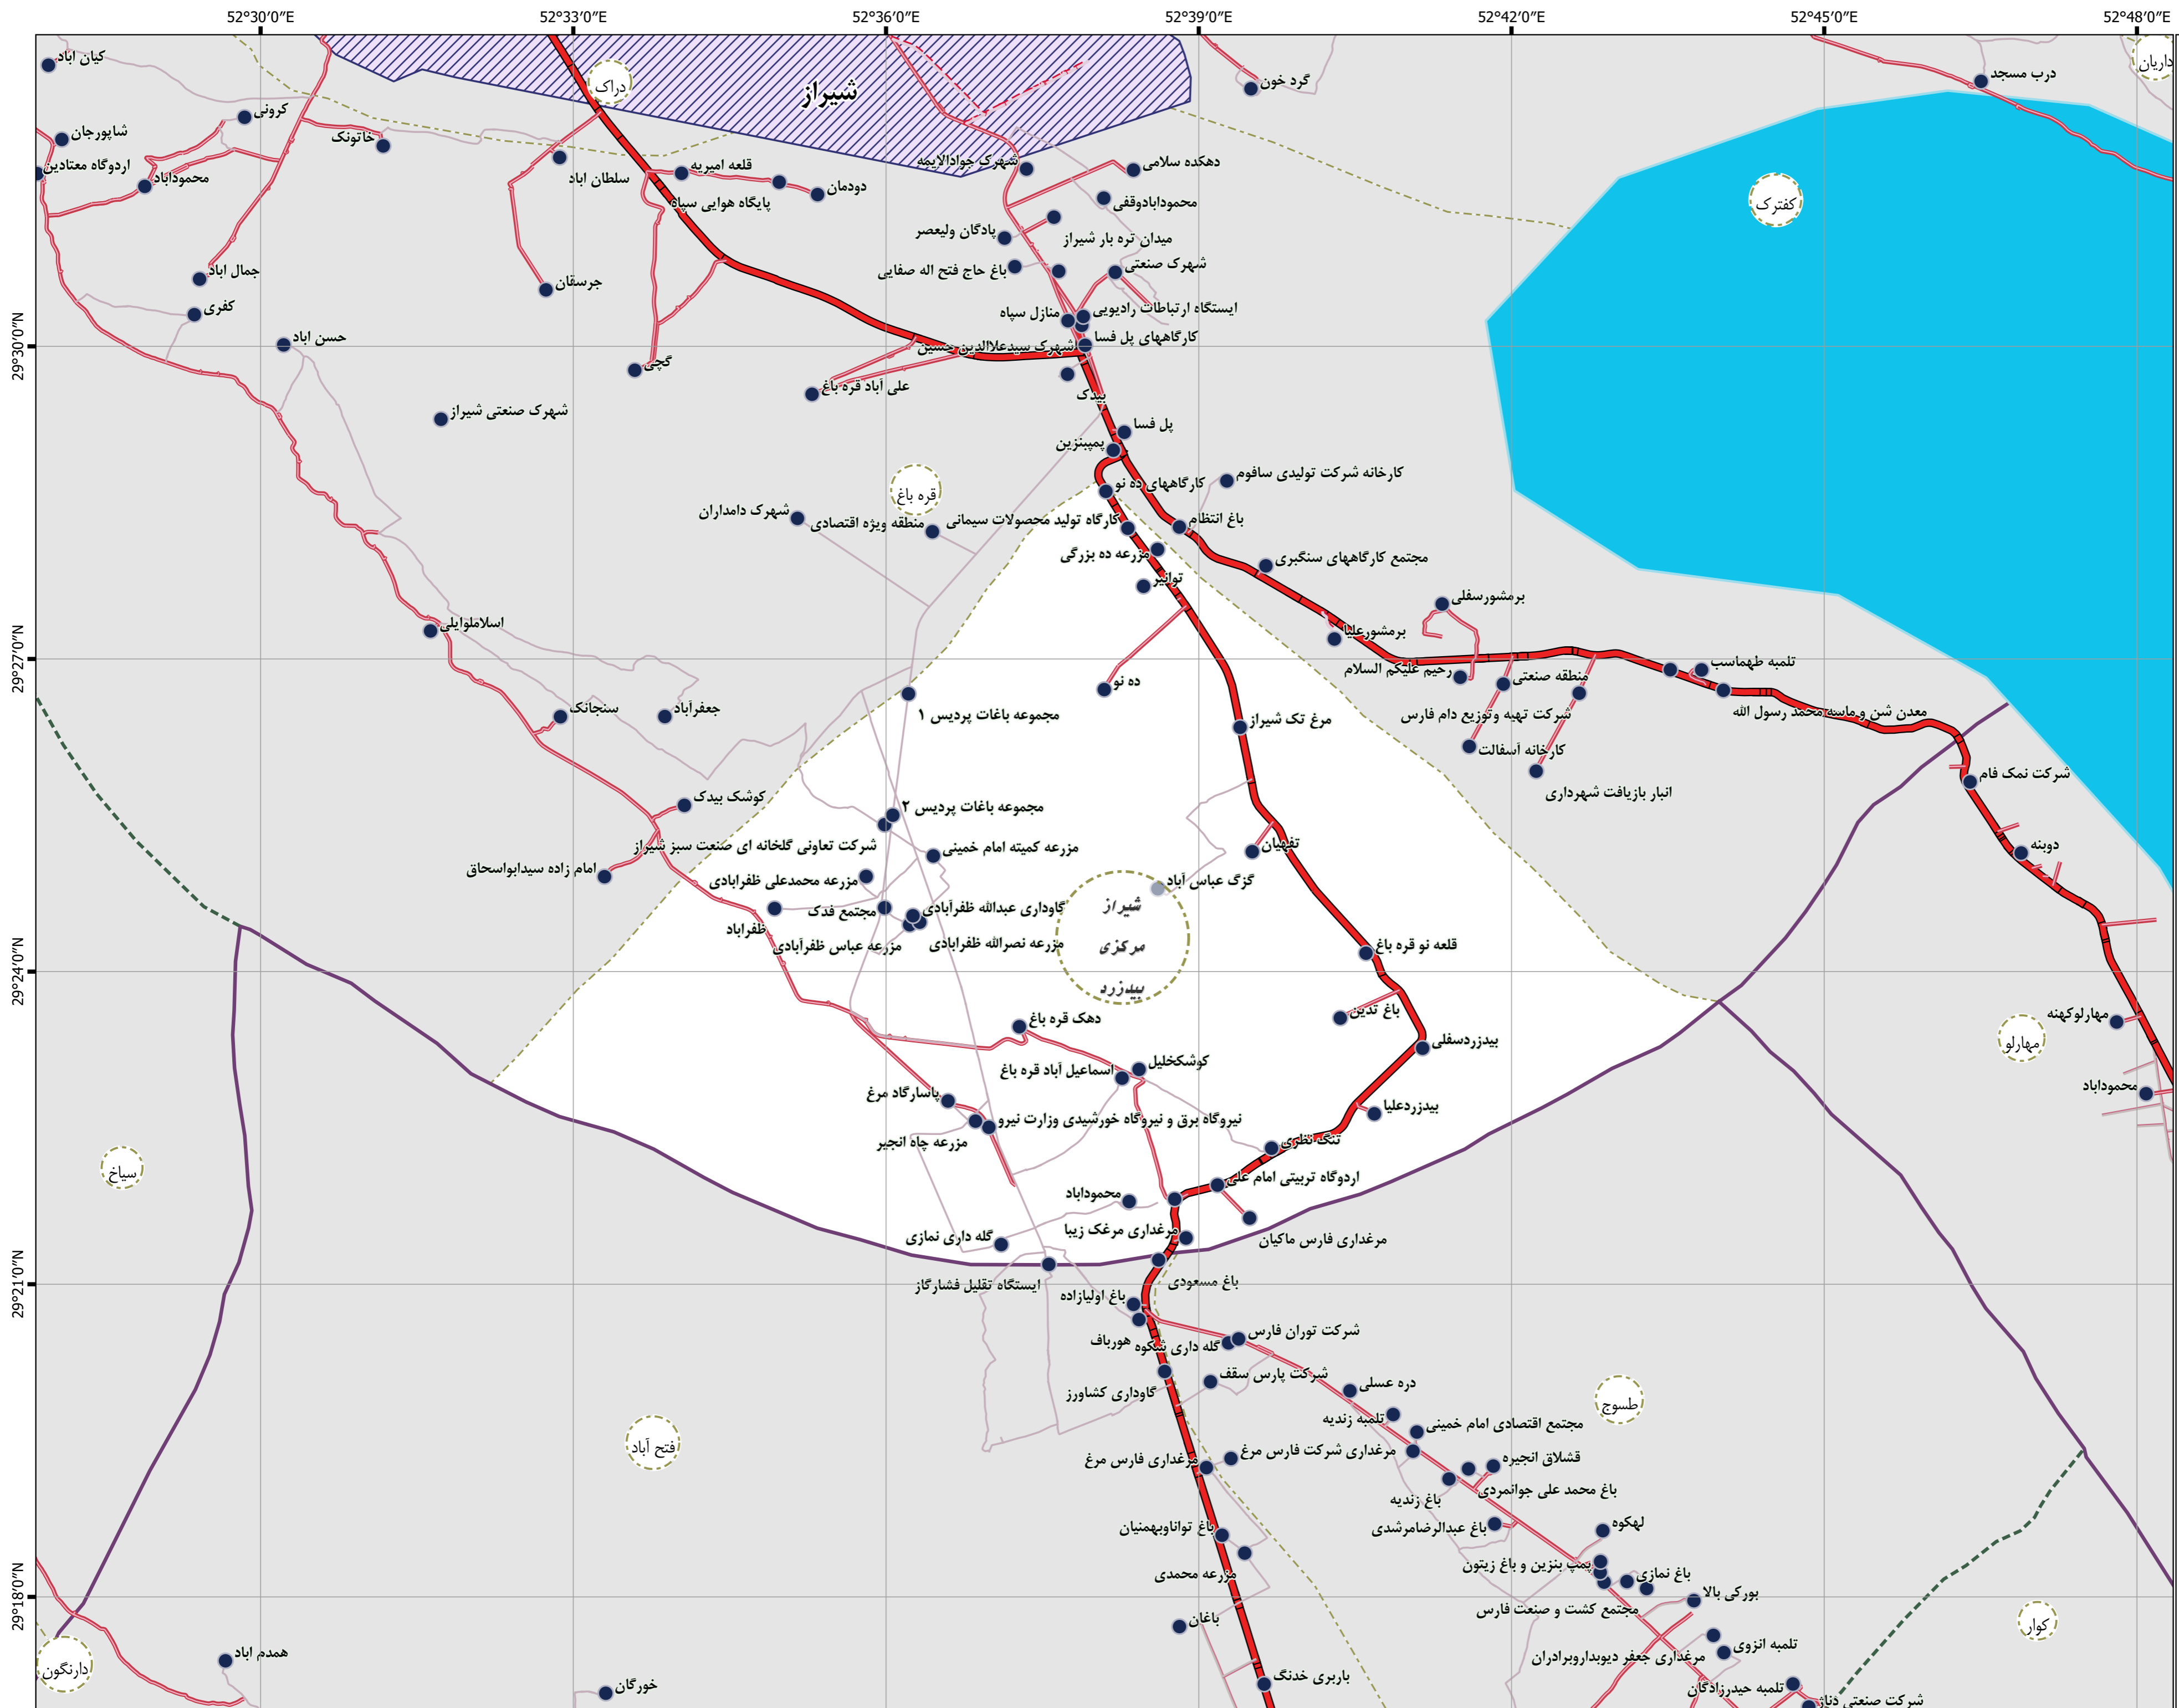 52°30'0"E
52°33'0"E
52°36'0"E
52°39'0"E
52°42'0"E
52°45'0"E
52°48'0"E
کیان اباد
دراک
شیراز
گرد خون
درب مسجد
داریان
کرونی
شاپورجان
خاتونک
اردوگاه معتادین
محموداباد
سلطان اباد
قلعه امیریه
دودمان
پایگاه هوایی سپاه
شهرک جوادالایمه
دهکده سلامی
محمودابادوقفی
کفترک
پادگان ولیعصر
میدان تره بار شیراز
جمال اباد
جرسقان
باغ حاج فتح اله صفایی
شهرک صنعتی
کفری
منازل سپاه
ایستگاه ارتباطات رادیویی
حسن اباد
شهرک سیدعلاالدین حسین
کارگاههای پل فسا
29°30'0"N
گچی
علی آباد قره باغ
بیدک
شهرک صنعتی شیراز
پل فسا
پمپبنزین
قره باغ
کارگاههای ده نو
کارخانه شرکت تولیدی سافوم
شهرک دامداران
منطقه ویژه اقتصادی
کارگاه تولید محصولات سیمانی
باغ انتظام
مزرعه ده بزرگی
مجتمع کارگاههای سنگبری
توانیر
برمشورسفلی
اسلاملوایلی
برمشورعلیا
29°27'0"N
رحیم علیکم السلام
منطقه صنعتی
تلمبه طهماسب
ده نو
سنجانک
جعفرآباد
مجموعه باغات پردیس ۱
مرغ تک شیراز
شرکت تهیه وتوزیع دام فارس
معدن شن و ماسه محمد رسول الله
کارخانه آسفالت
شرکت نمک فام
انبار بازیافت شهرداری
کوشک بیدک
مجموعه باغات پردیس ۲
شرکت تعاونی گلخانه ای صنعت سبز شیراز
مزرعه کمیته امام خمینی
تفهیان
دوبنه
امام زاده سیدابواسحاق
مزرعه محمدعلی ظفرابادی
گزگ عباس آباد
مجتمع فدک
گاوداری عبدالله ظفرآبادی
ظفراباد
مزرعه عباس ظفرآبادی
مزرعه نصرالله ظفرابادی
شیراز
مرکزی
بیدزرد
قلعه نو قره باغ
29°24'0"N
دهک قره باغ
باغ تدین
مهارلوکهنه
مهارلو
بیدزردسفلی
کوشکخلیل
اسماعیل آباد قره باغ
محموداباد
پاسارگاد مرغ
بیدزردعلیا
نیروگاه برق و نیروگاه خورشیدی وزارت نیرو
مزرعه چاه انجیر
تنگ نظری
سیاخ
اردوگاه تربیتی امام علی
محموداباد
گله داری نمازی
مرغداری مرغک زیبا
مرغداری فارس ماکیان
29°21'0"N
ایستگاه تقلیل فشارگاز
باغ مسعودی
باغ اولیازاده
هورباف
گله داری شکوه
شرکت توران فارس
گاوداری کشاورز
شرکت پارس سقف
دره عسلی
طسوج
تلمبه زندیه
مجتمع اقتصادی امام خمینی
فتح آباد
مرغداری فارس مرغ
مرغداری شرکت فارس مرغ
قشلاق انجیره
باغ زندیه
باغ محمد علی جوانمردی
باغ تواناوبهمنیان
باغ عبدالرضامرشدی
لهکوه
مزرعه محمدی
پمپ بنزین و باغ زیتون
باغ نمازی
29°18'0"N
بورکی بالا
مجتمع کشت و صنعت فارس
باغان
کوار
تلمبه انزوی
همدم اباد
دارنگون
مرغداری جعفر دیوبداروبرادران
باربری خدنگ
خورگان
تلمبه حیدرزادگان
شرکت صنعتی دناژ